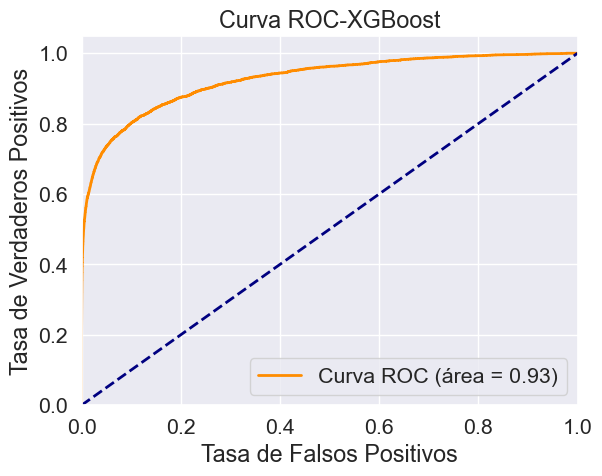 Curva ROC-XGBoost
Tasa de Verdaderos Positivos
1.0
0.8
0.6
0.4
0.2
0.0
Curva ROC (área = 0.93)
0.0 0.2 0.4 0.6 0.8 1.0
Tasa de Falsos Positivos